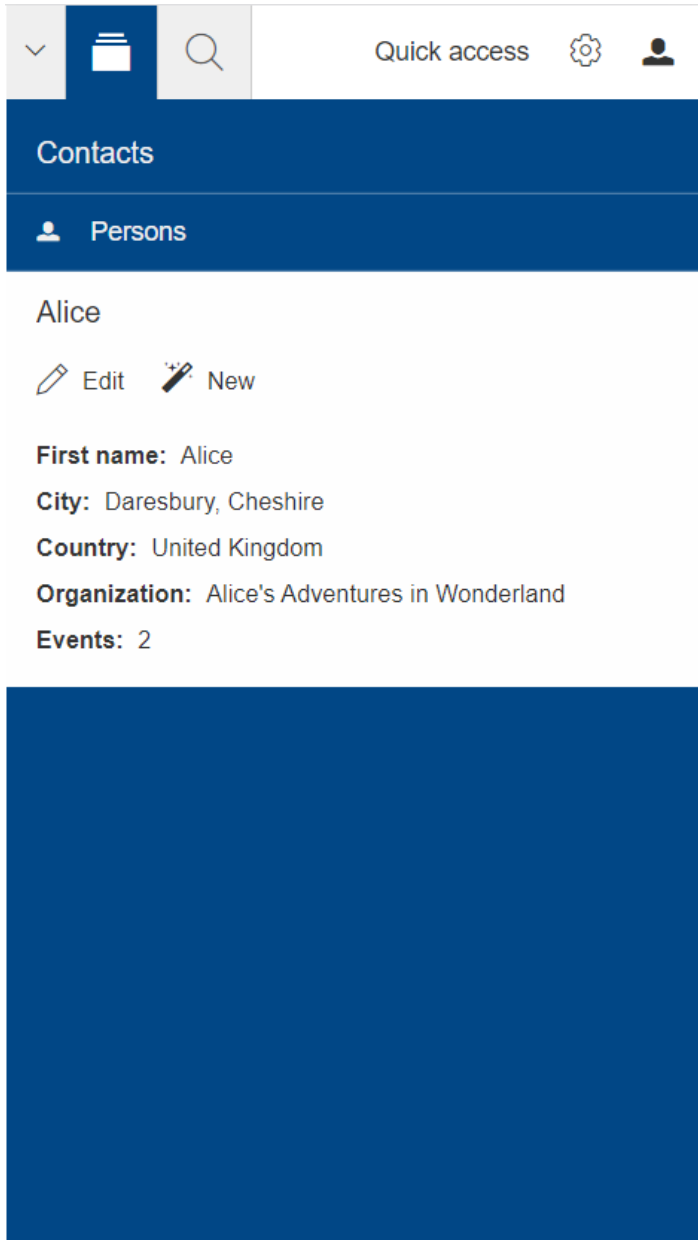 Quick access
Contacts
Persons
Alice
Edit New
First name: Alice
City: Daresbury, Cheshire
Country: United Kingdom
Organization: Alice's Adventures in Wonderland
Events: 2